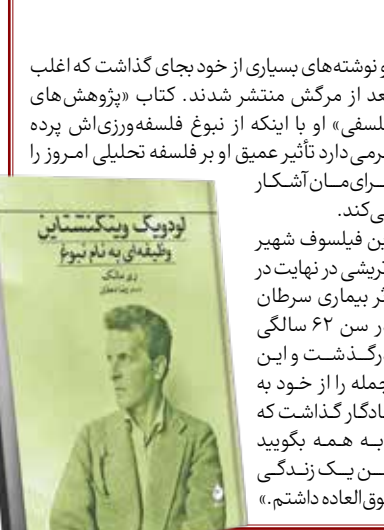 و نوشته‌های بسیاری از خود بجای گذاشت که اغلب
بعد از مرگش منتشر شدند. کتاب «پژوهش‌های
فلسفی» او با اینکه از نبوغ فلسفه‌ورزی‌اش پرده
برمی‌دارد تأثیر عمیق او بر فلسفه تحلیلی امروز را
برای‌مان آشکار
می‌کند.
این فیلسوف شهیر
اتریشی در نهایت در
اثر بیماری سرطان
در سن ۶۲ سالگی
درگذشت و این
جمله را از خود به
یادگار گذاشت که
«به همه بگویید
من یک زندگی
فوق‌العاده داشتم.»
لودویگ ویتگنشتاین
وظیفه‌ای به نام نبوغ
ری مانک